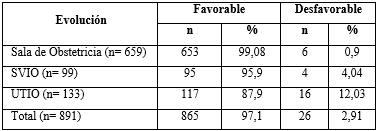 Evolución Favorable Desfavorable
n % n %
Sala de Obstetricia (n= 659) 653 99,08 6 0,9
SVIO (n= 99) 95 95,9 4 4,04
UTIO (n= 133) 117 87,9 16 12,03
Total (n= 891) 865 97,1 26 2,91